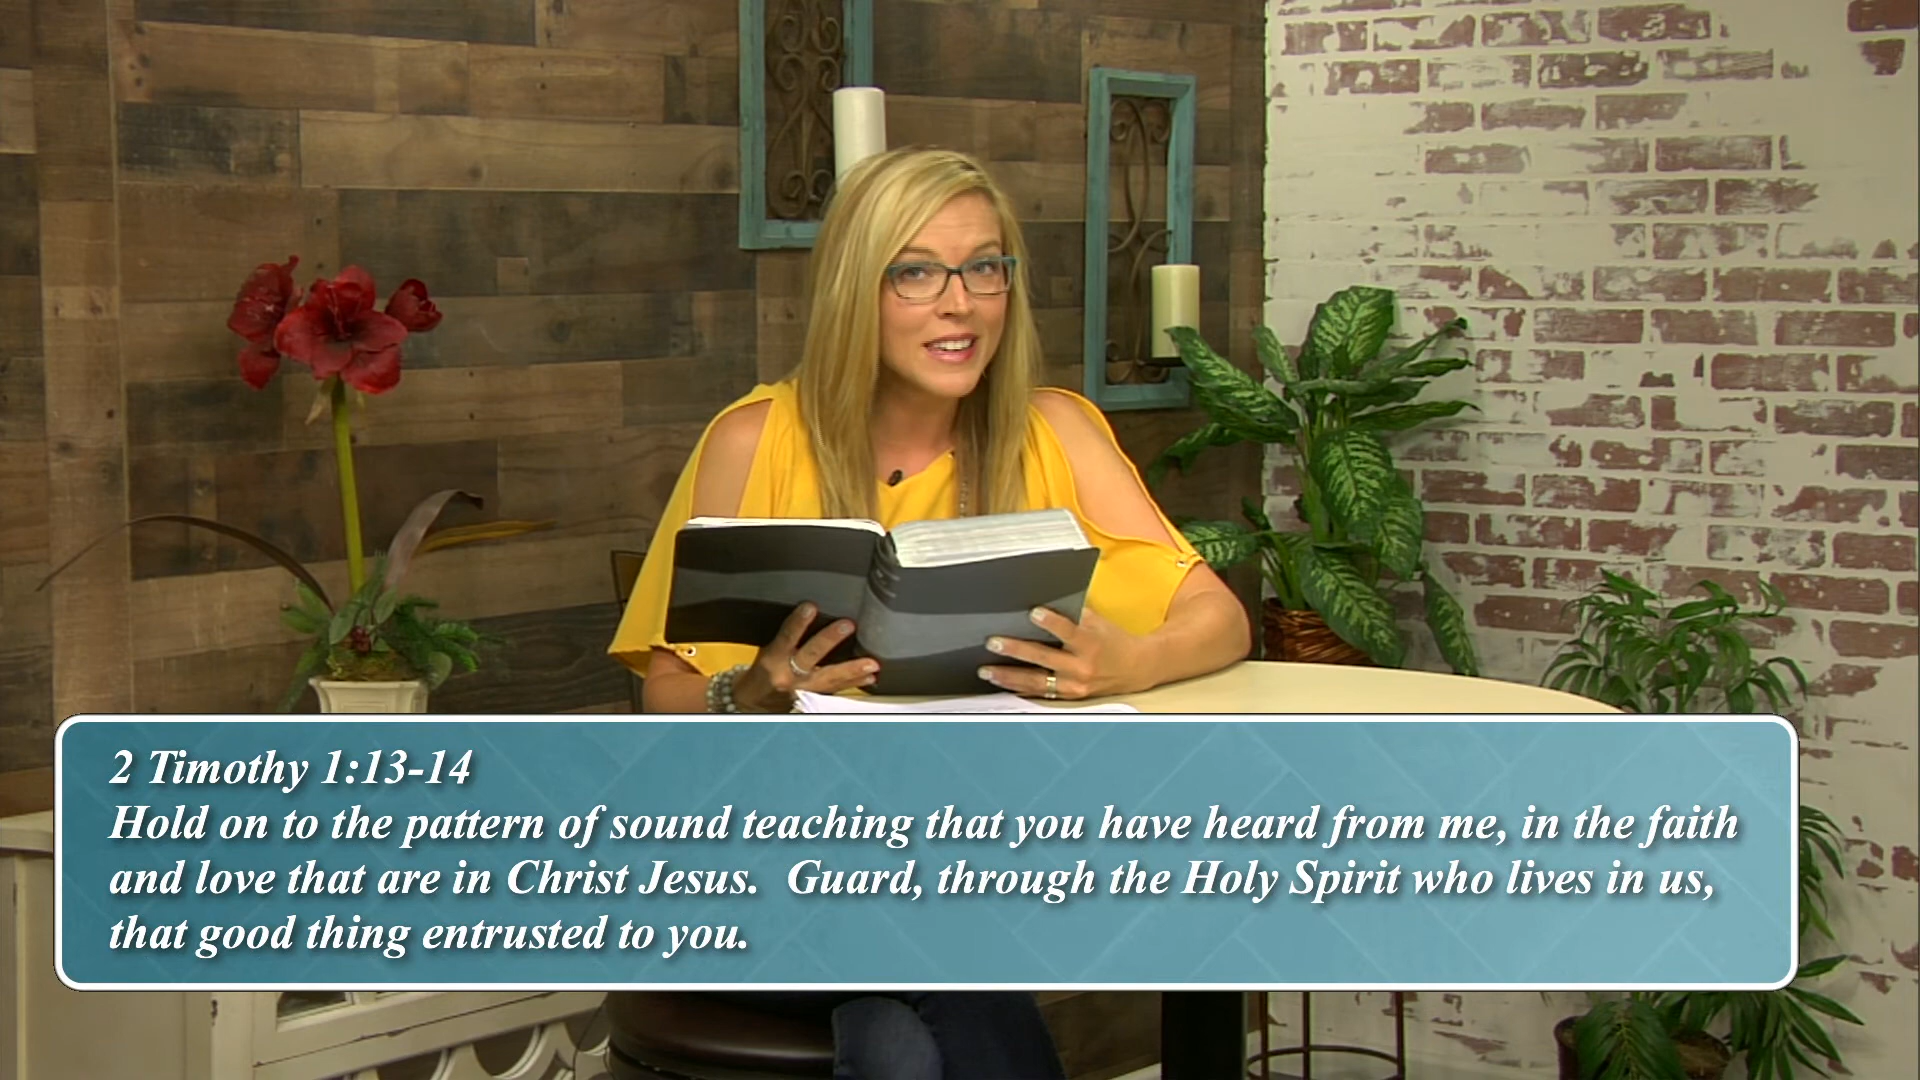 2 Timothy 1:13-14
Hold on to the pattern of sound teaching that you have heard from me, in the faith
and love that are in Christ Jesus.  Guard, through the Holy Spirit who lives in us,
that good thing entrusted to you.